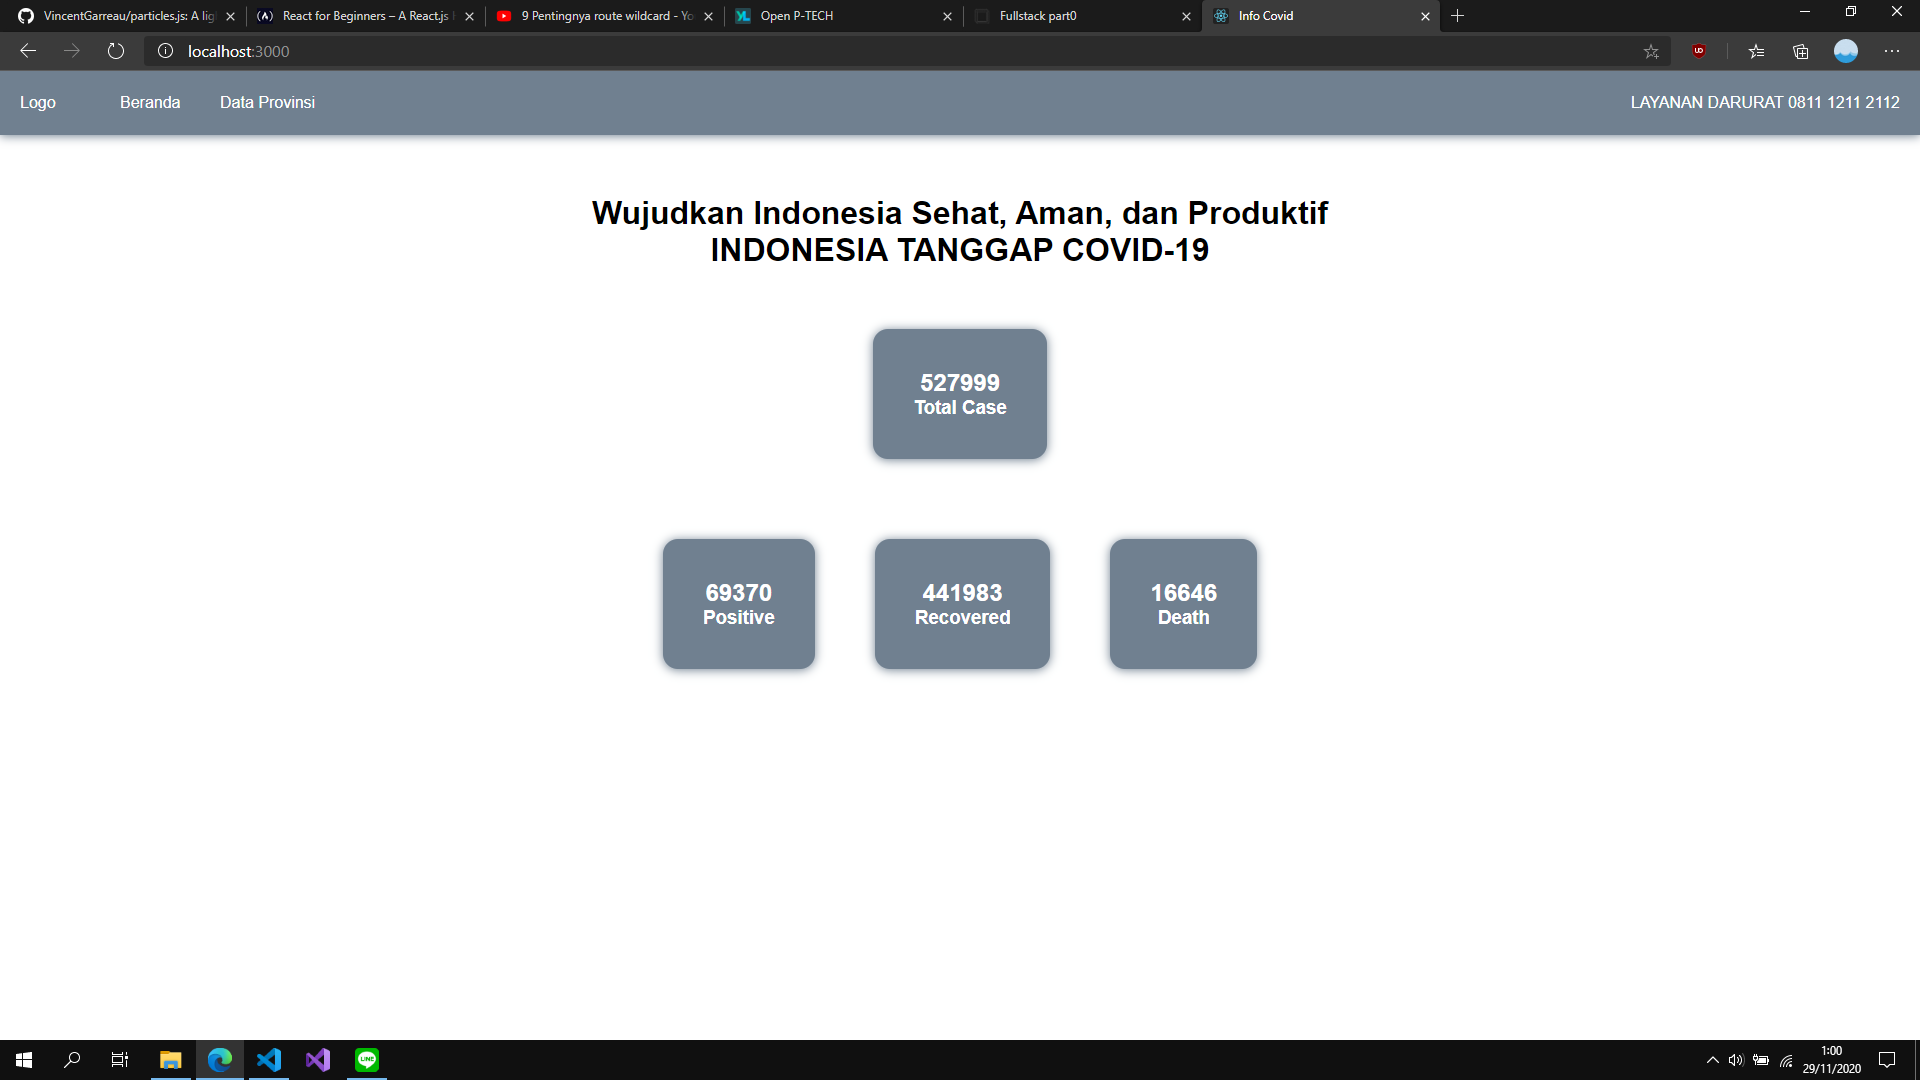 VincentGarreau/particles.js: A lig
React for Beginners – A React.js
9 Pentingnya route wildcard - Yo
Open P-TECH
Fullstack part0
Info Covid
localhost:3000
Logo
Beranda
Data Provinsi
LAYANAN DARURAT 0811 1211 2112
Wujudkan Indonesia Sehat, Aman, dan Produktif
INDONESIA TANGGAP COVID-19
527999
Total Case
69370
Positive
441983
Recovered
16646
Death
LINE
1:00
29/11/2020